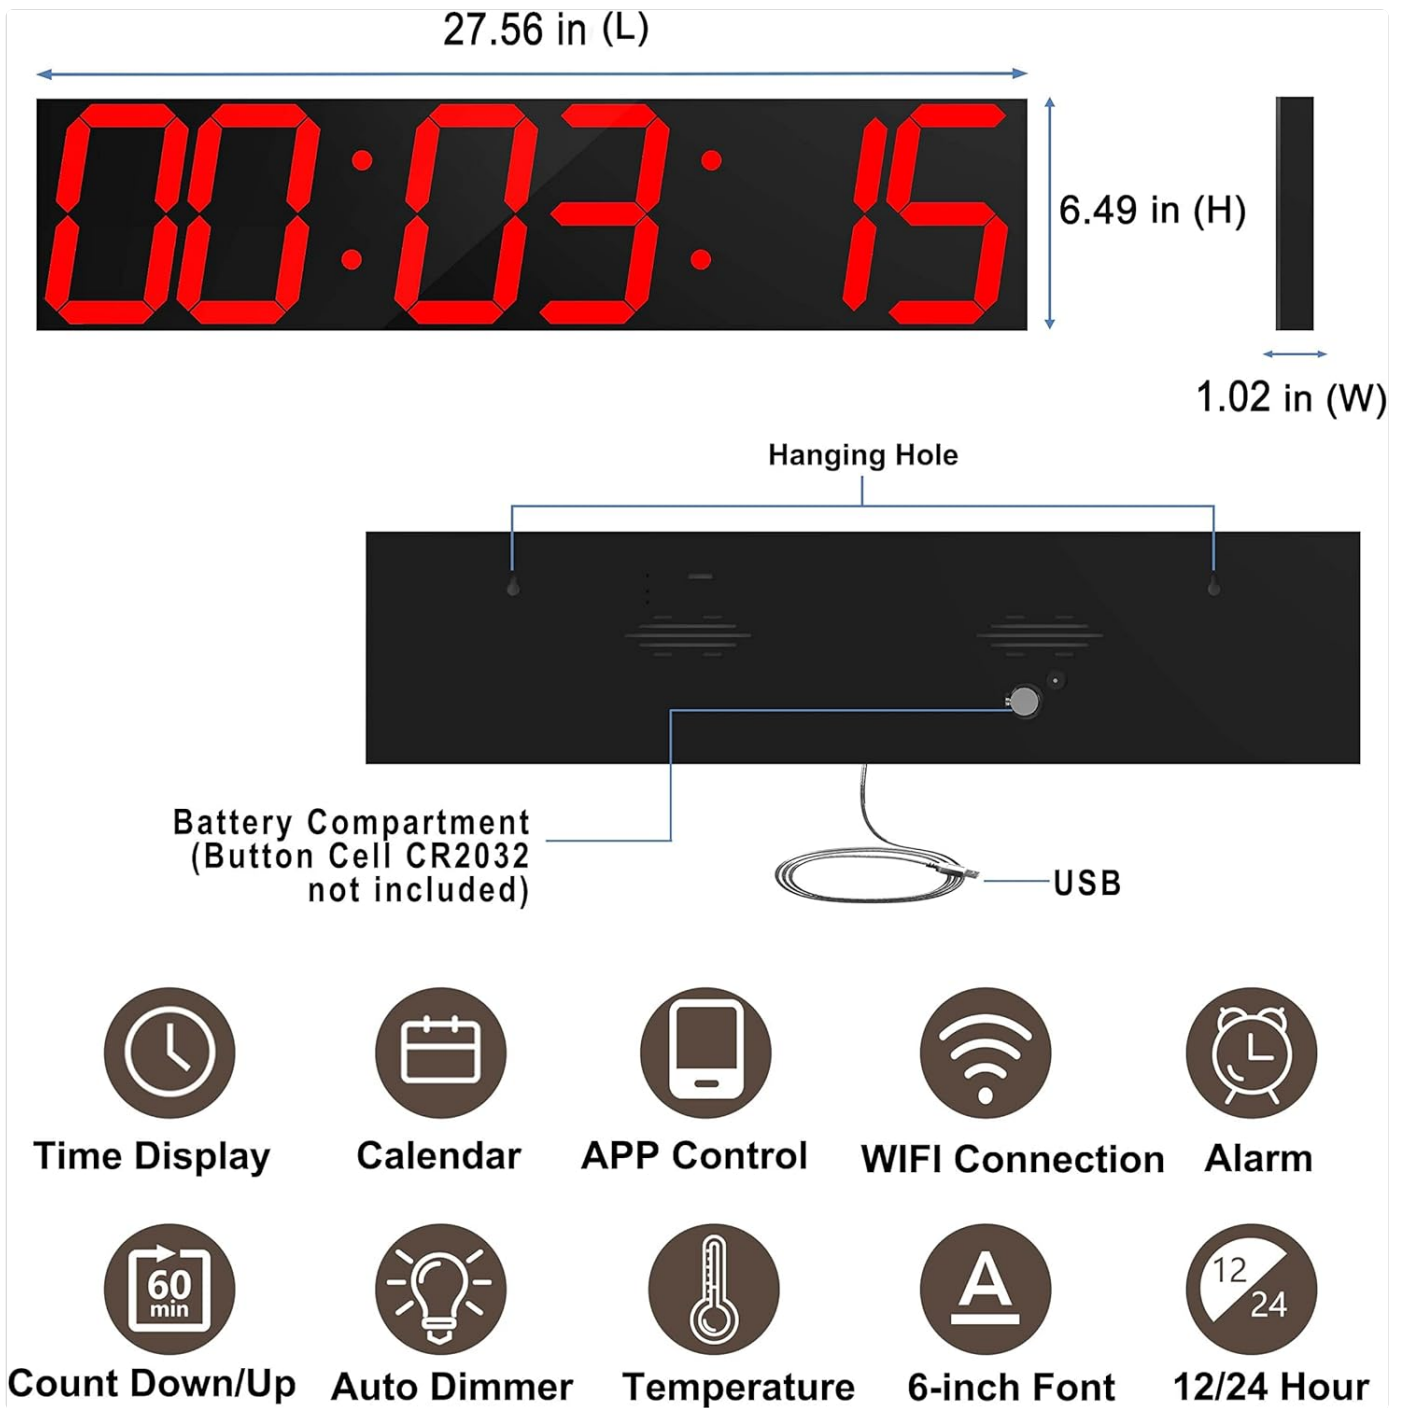 27.56 in (L)
00:03:15
6.49 in (H)
1.02 in (W)
Hanging Hole
Battery Compartment
(Button Cell CR2032
not included)
USB
Time Display
Calendar
APP Control
WIFI Connection
Alarm
60
min
A
12
24
Count Down/Up
Auto Dimmer
Temperature
6-inch Font
12/24 Hour